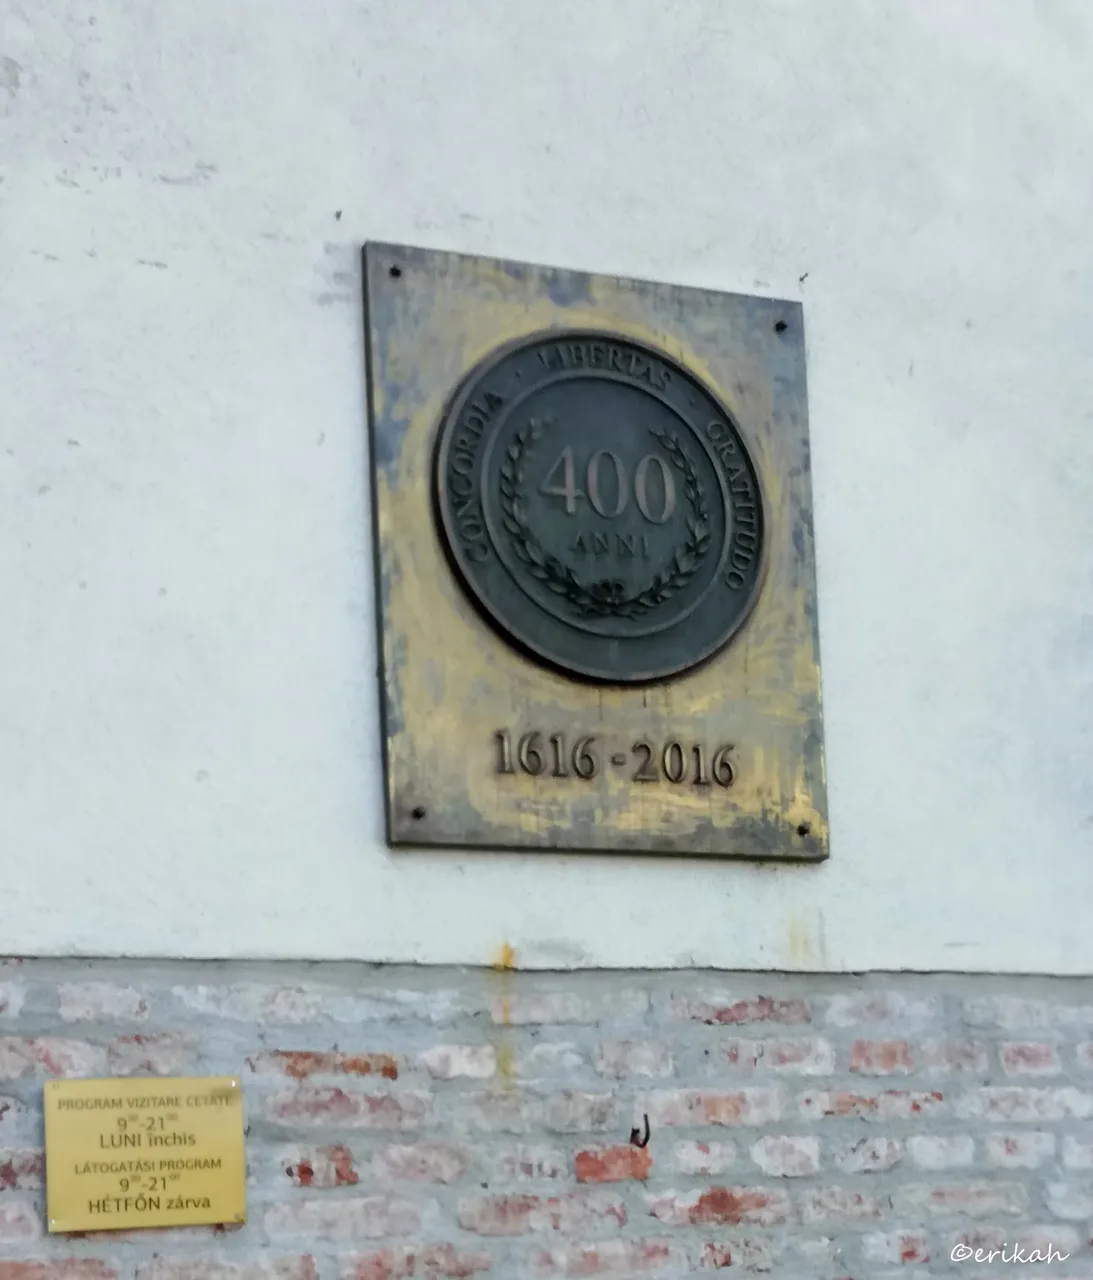 CONCORDIA · LIBERTAS · GRATITUDO
400
ANNI
1616-2016
PROGRAM VIZITARE CETATE
9⁰⁰-21⁰⁰
LUNI închis
LÁTOGATÁSI PROGRAM
9⁰⁰-21⁰⁰
HÉTFŐN zárva
©erikah